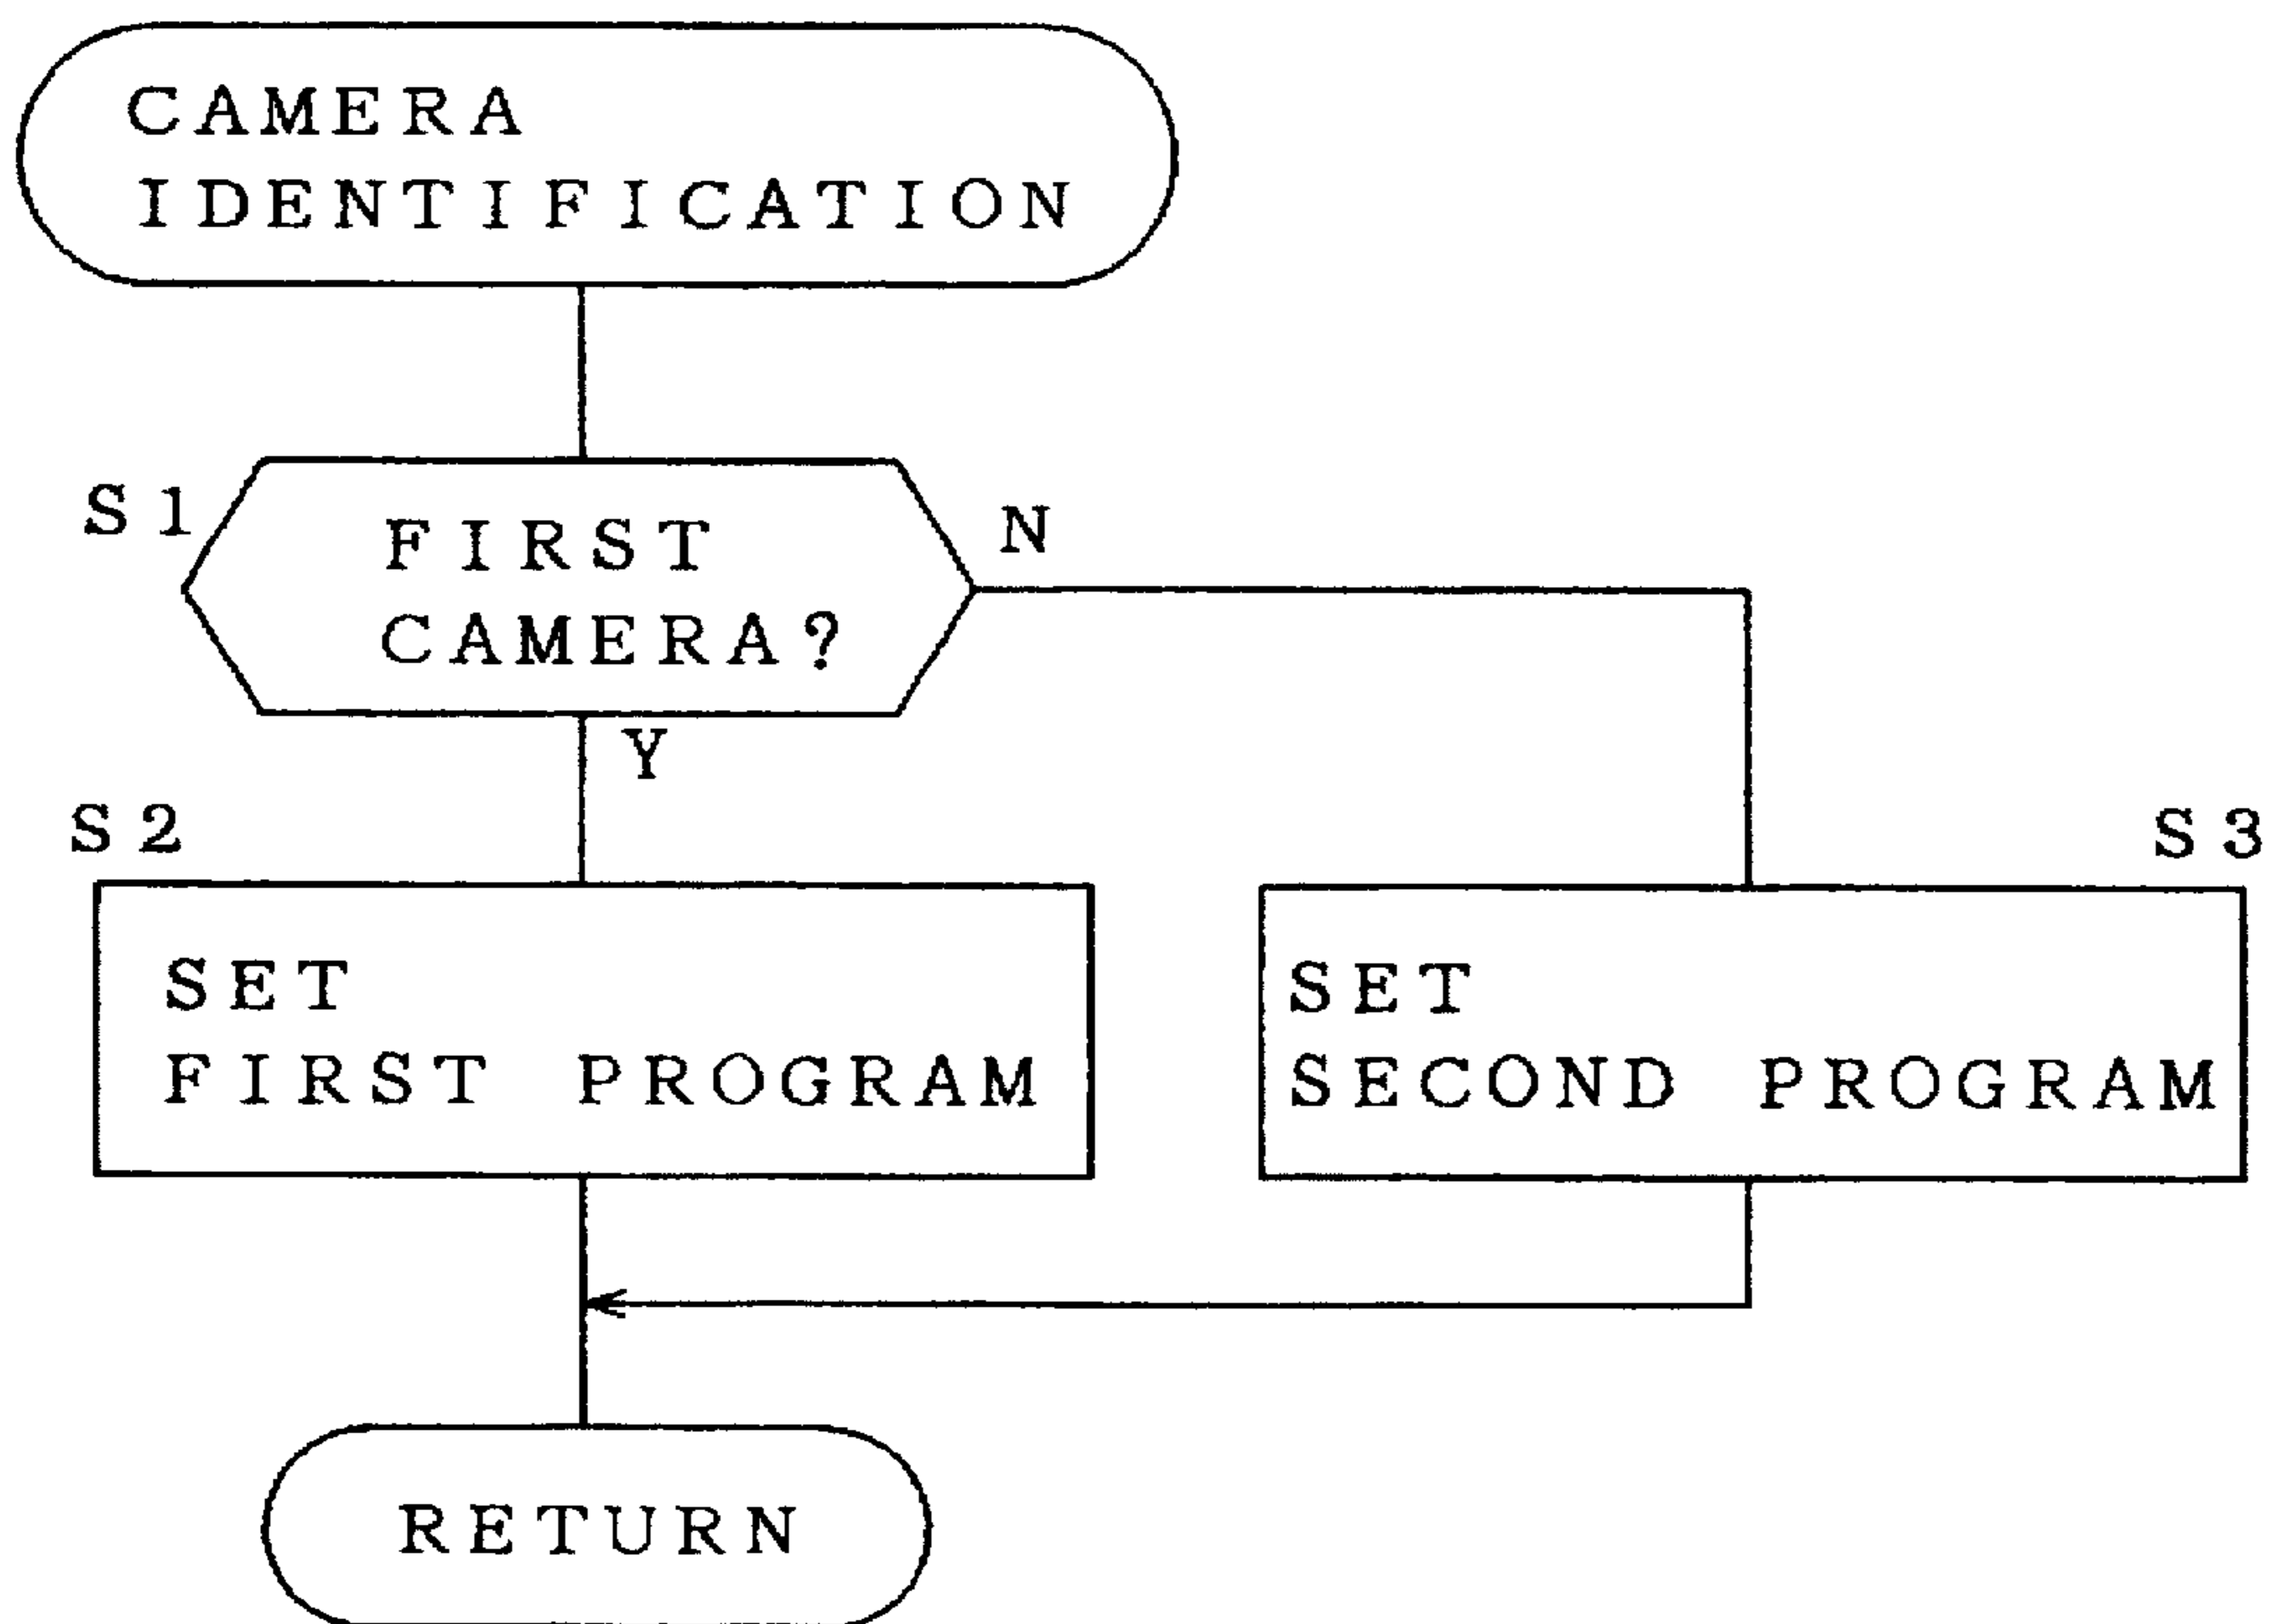 CAMERA
IDENTIFICATION
S1
FIRST
CAMERA?
N
Y
S2
SET
FIRST PROGRAM
S3
SET
SECOND PROGRAM
RETURN